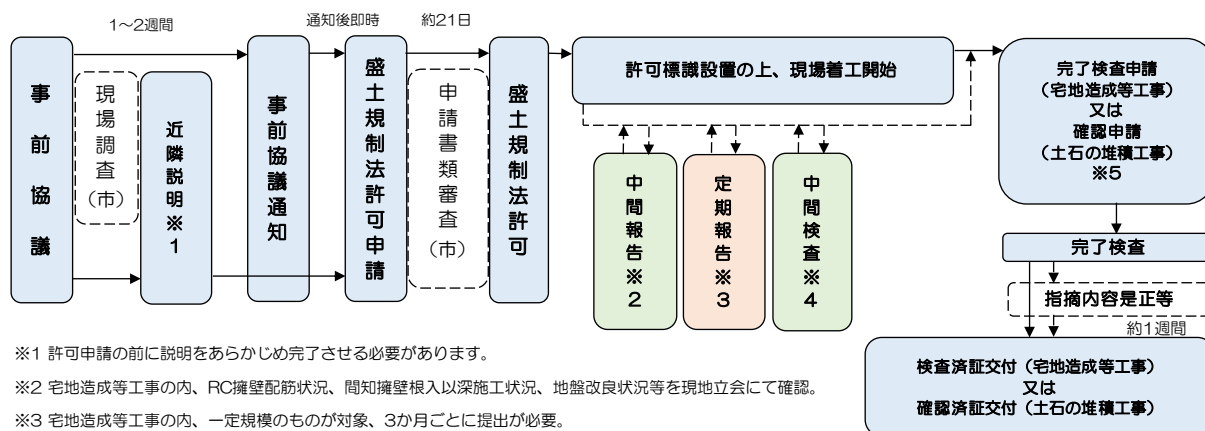 1～2週間
通知後即時
約21日
事前協議
現場調査（市）
近隣説明※1
事前協議通知
盛土規制法許可申請
申請書類審査（市）
盛土規制法許可
許可標識設置の上、現場着工開始
中間報告※2
定期報告※3
中間検査※4
完了検査申請
（宅地造成等工事）
又は
確認申請
（土石の堆積工事）
※5
完了検査
指摘内容是正等
約1週間
検査済証交付（宅地造成等工事）
又は
確認済証交付（土石の堆積工事）
※1 許可申請の前に説明をあらかじめ完了させる必要があります。
※2 宅地造成等工事の内、RC擁壁配筋状況、間知擁壁根入以深施工状況、地盤改良状況等を現地立会にて確認。
※3 宅地造成等工事の内、一定規模のものが対象、3か月ごとに提出が必要。